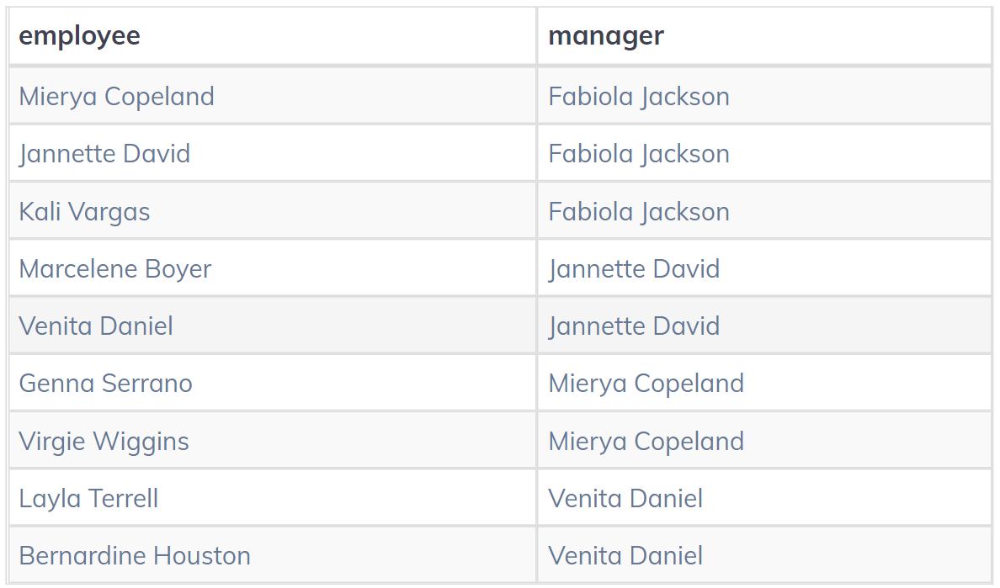 employee manager
Mierya Copeland Fabiola Jackson
Jannette David Fabiola Jackson
Kali Vargas Fabiola Jackson
Marcelene Boyer Jannette David
Venita Daniel Jannette David
Genna Serrano Mierya Copeland
Virgie Wiggins Mierya Copeland
Layla Terrell Venita Daniel
Bernardine Houston Venita Daniel